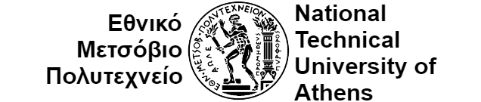 Εθνικό
Μετσόβιο
Πολυτεχνείο
National
Technical
University of
Athens